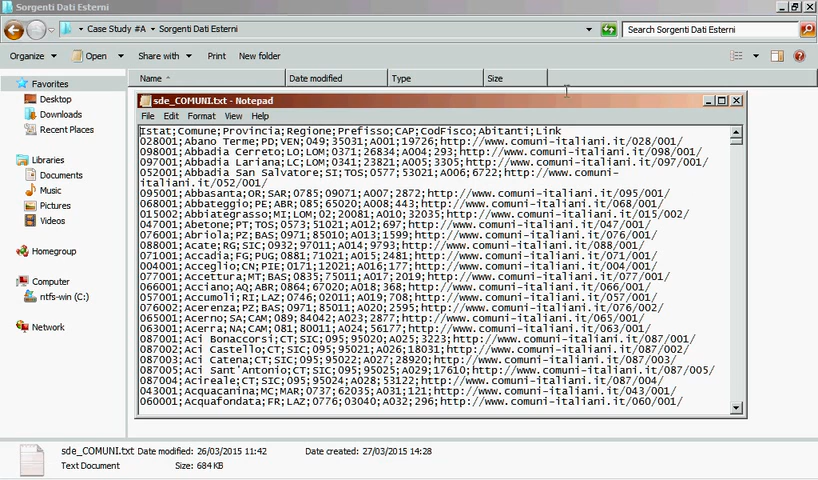 Sorgenti Dati Esterni
Case Study #A
Sorgenti Dati Esterni
Search Sorgenti Dati Esterni
Organize
Open
Share with
Print
New folder
Favorites
Desktop
Downloads
Recent Places
Libraries
Documents
Music
Pictures
Videos
Homegroup
Computer
ntfs-win (C:)
Network
Name
Date modified
Type
Size
sde_COMUNI.txt - Notepad
File Edit Format View Help
Istat;Comune;Provincia;Regione;Prefisso;CAP;CodFisco;Abitanti;Link
028001;Abano Terme;PD;VEN;049;35031;A001;19726;http://www.comuni-italiani.it/028/001/
098001;Abbadia Cerreto;LO;LOM;0371;26834;A004;293;http://www.comuni-italiani.it/098/001/
097001;Abbadia Lariana;LC;LOM;0341;23821;A005;3305;http://www.comuni-italiani.it/097/001/
052001;Abbadia San Salvatore;SI;TOS;0577;53021;A006;6722;http://www.comuni-
italiani.it/052/001/
095001;Abbasanta;OR;SAR;0785;09071;A007;2872;http://www.comuni-italiani.it/095/001/
068001;Abbateggio;PE;ABR;085;65020;A008;443;http://www.comuni-italiani.it/068/001/
015002;Abbiategrasso;MI;LOM;02;20081;A010;32035;http://www.comuni-italiani.it/015/002/
047001;Abetone;PT;TOS;0573;51021;A012;697;http://www.comuni-italiani.it/047/001/
076001;Abriola;PZ;BAS;0971;85010;A013;1599;http://www.comuni-italiani.it/076/001/
088001;Acate;RG;SIC;0932;97011;A014;9793;http://www.comuni-italiani.it/088/001/
071001;Accadia;FG;PUG;0881;71021;A015;2481;http://www.comuni-italiani.it/071/001/
004001;Acceglio;CN;PIE;0171;12021;A016;177;http://www.comuni-italiani.it/004/001/
077001;Accettura;MT;BAS;0835;75011;A017;2019;http://www.comuni-italiani.it/077/001/
066001;Acciano;AQ;ABR;0864;67020;A018;368;http://www.comuni-italiani.it/066/001/
057001;Accumoli;RI;LAZ;0746;02011;A019;708;http://www.comuni-italiani.it/057/001/
076002;Acerenza;PZ;BAS;0971;85011;A020;2595;http://www.comuni-italiani.it/076/002/
065001;Acerno;SA;CAM;089;84042;A023;2877;http://www.comuni-italiani.it/065/001/
063001;Acerra;NA;CAM;081;80011;A024;56177;http://www.comuni-italiani.it/063/001/
087001;Aci Bonaccorsi;CT;SIC;095;95020;A025;3223;http://www.comuni-italiani.it/087/001/
087002;Aci Castello;CT;SIC;095;95021;A026;18031;http://www.comuni-italiani.it/087/002/
087003;Aci Catena;CT;SIC;095;95022;A027;28920;http://www.comuni-italiani.it/087/003/
087005;Aci Sant'Antonio;CT;SIC;095;95025;A029;17610;http://www.comuni-italiani.it/087/005/
087004;Acireale;CT;SIC;095;95024;A028;53122;http://www.comuni-italiani.it/087/004/
043001;Acquacanina;MC;MAR;0737;62035;A031;121;http://www.comuni-italiani.it/043/001/
060001;Acquafondata;FR;LAZ;0776;03040;A032;296;http://www.comuni-italiani.it/060/001/
sde_COMUNI.txt Date modified: 26/03/2015 11:42 Date created: 27/03/2015 14:28
Text Document Size: 684 KB